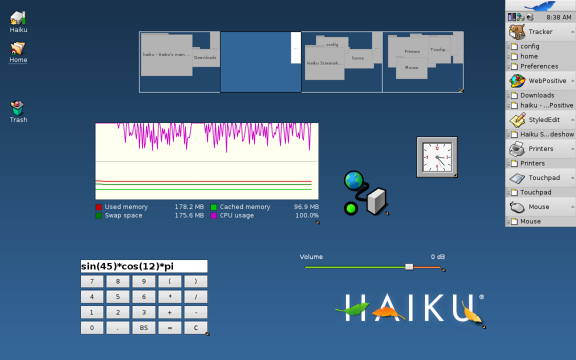 Haiku
Home
Trash
haiku - Haiku's main...
Downloads
config
home
Haiku Screensh...
Printers
Touchp...
Mouse
8:38 AM
Tracker
config
home
Preferences
WebPositive
Downloads
haiku - ...Positive
StyledEdit
Haiku S...deshow
Printers
Printers
Touchpad
Touchpad
Mouse
Mouse
Used memory 178.2 MB Cached memory 96.9 MB
Swap space 175.6 MB CPU usage 100.0%
sin(45)*cos(12)*pi
7 8 9 ( )
4 5 6 * /
1 2 3 + -
0 . BS = C
Volume 0 dB
HAIKU®